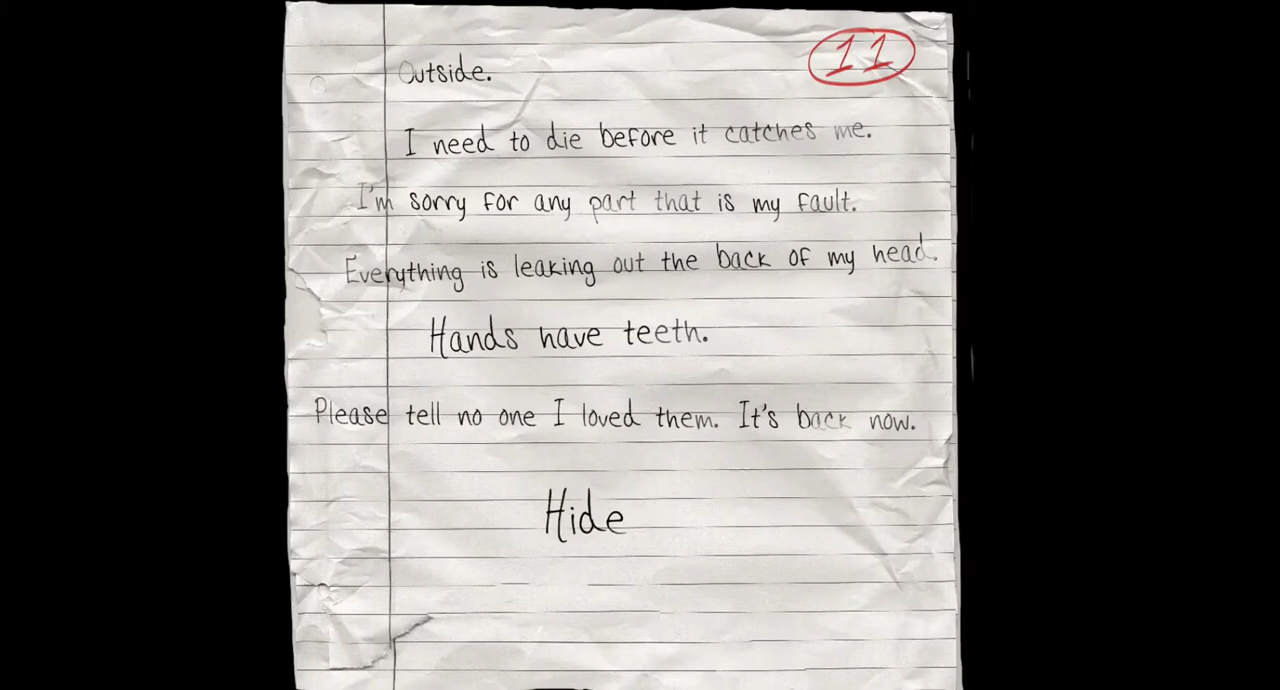 11
Outside.
I need to die before it catches me.
I'm sorry for any part that is my fault.
Everything is leaking out the back of my head.
Hands have teeth.
Please tell no one I loved them. It's back now.
Hide